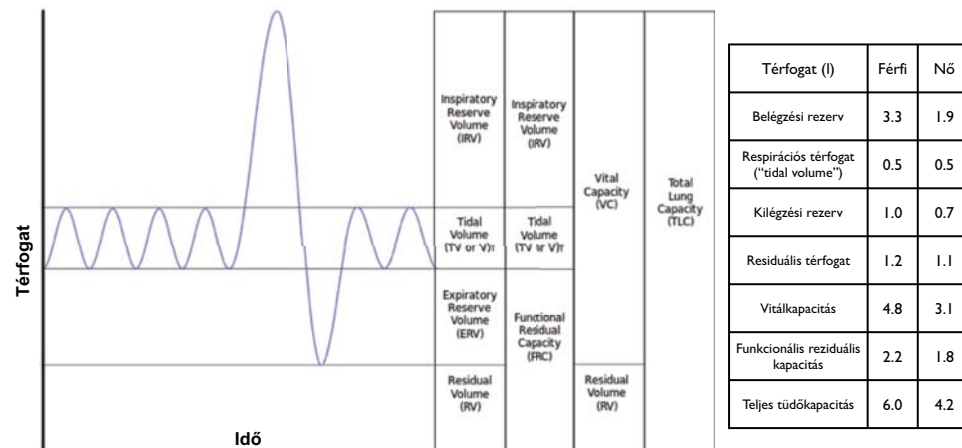 Térfogat
Idő
Inspiratory
Reserve
Volume
(IRV)
Tidal
Volume
(TV or V)T
Expiratory
Reserve
Volume
(ERV)
Residual
Volume
(RV)
Inspiratory
Reserve
Volume
(IRV)
Tidal
Volume
(TV or V)T
Functional
Residual
Capacity
(FRC)
Vital
Capacity
(VC)
Residual
Volume
(RV)
Total
Lung
Capacity
(TLC)
Térfogat (l) Férfi Nő
Belégzési rezerv 3.3 1.9
Respirációs térfogat
("tidal volume") 0.5 0.5
Kilégzési rezerv 1.0 0.7
Residuális térfogat 1.2 1.1
Vitálkapacitás 4.8 3.1
Funkcionális reziduális
kapacitás 2.2 1.8
Teljes tüdőkapacitás 6.0 4.2